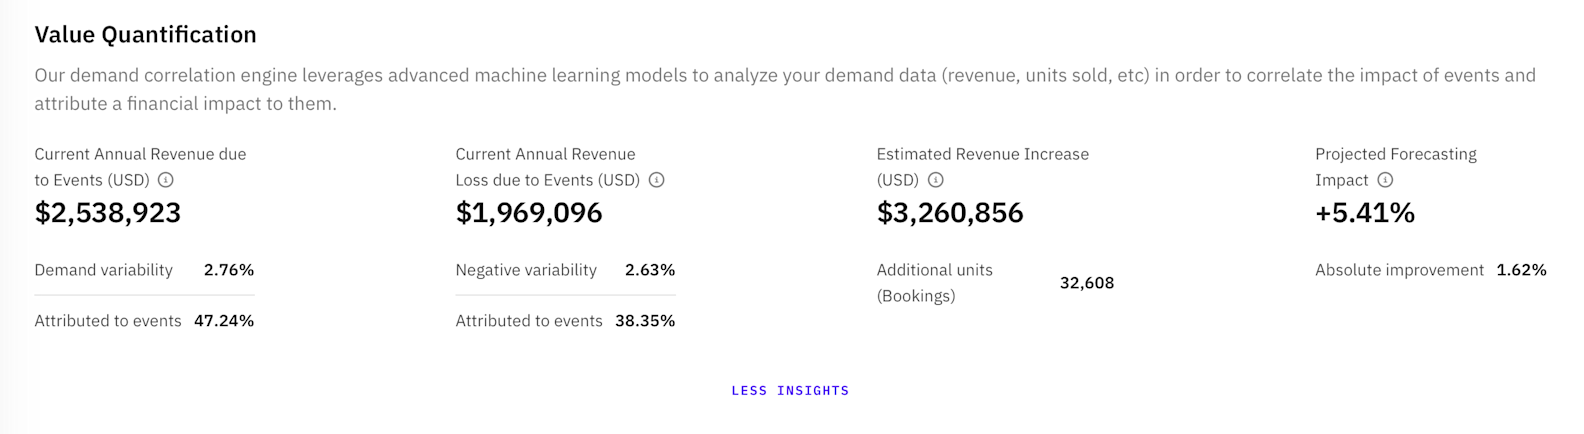 Value Quantification
Our demand correlation engine leverages advanced machine learning models to analyze your demand data (revenue, units sold, etc) in order to correlate the impact of events and
attribute a financial impact to them.
Current Annual Revenue due
to Events (USD)
$2,538,923
Demand variability 2.76%
Attributed to events 47.24%
Current Annual Revenue
Loss due to Events (USD)
$1,969,096
Negative variability 2.63%
Attributed to events 38.35%
Estimated Revenue Increase
(USD)
$3,260,856
Additional units
(Bookings)
32,608
Projected Forecasting
Impact
+5.41%
Absolute improvement 1.62%
LESS INSIGHTS